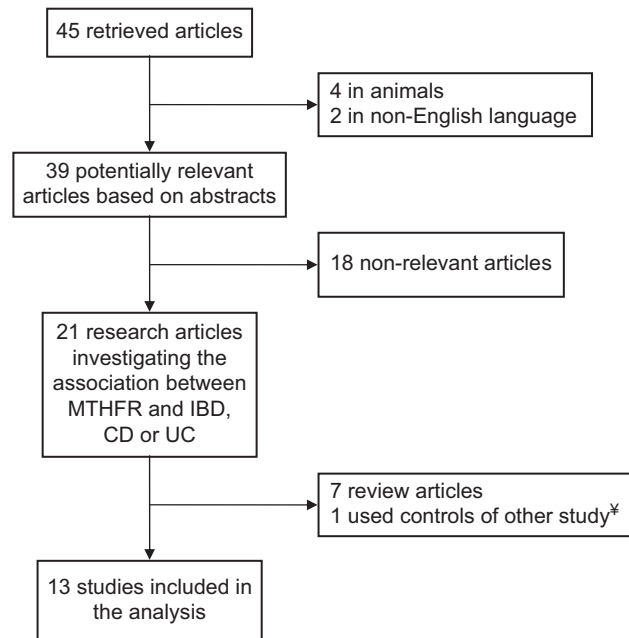 45 retrieved articles
4 in animals
2 in non-English language
39 potentially relevant
articles based on abstracts
18 non-relevant articles
21 research articles
investigating the
association between
MTHFR and IBD,
CD or UC
7 review articles
1 used controls of other study¥
13 studies included in
the analysis